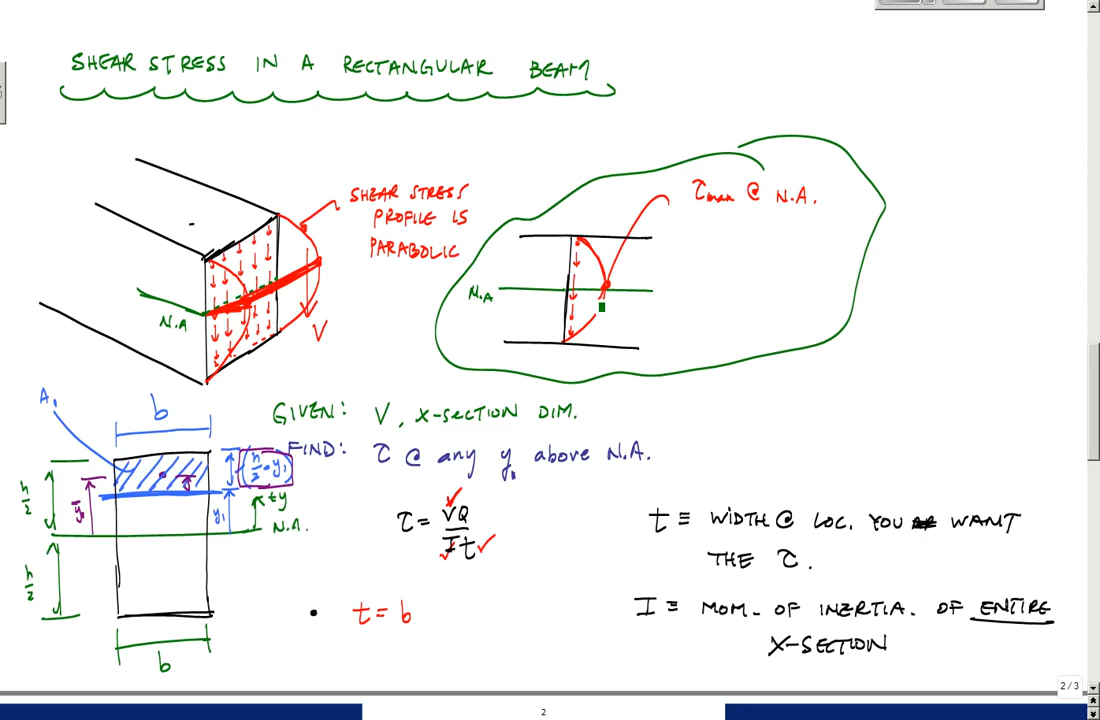 SHEAR STRESS IN A RECTANGULAR BEAM
SHEAR STRESS
PROFILE IS
PARABOLIC
N.A
V
τmax @ N.A.
N.A
A₁
b
GIVEN: V, X-SECTION DIM.
FIND: τ @ any y₁ above N.A.
h/2
ȳ
(h/2 - y₁)
y₁
+y
N.A.
h/2
b
τ = VQ/It
• t = b
t ≡ WIDTH @ LOC. YOU WANT
THE τ.
I ≡ MOM. OF INERTIA. OF ENTIRE
X-SECTION
2/3
2